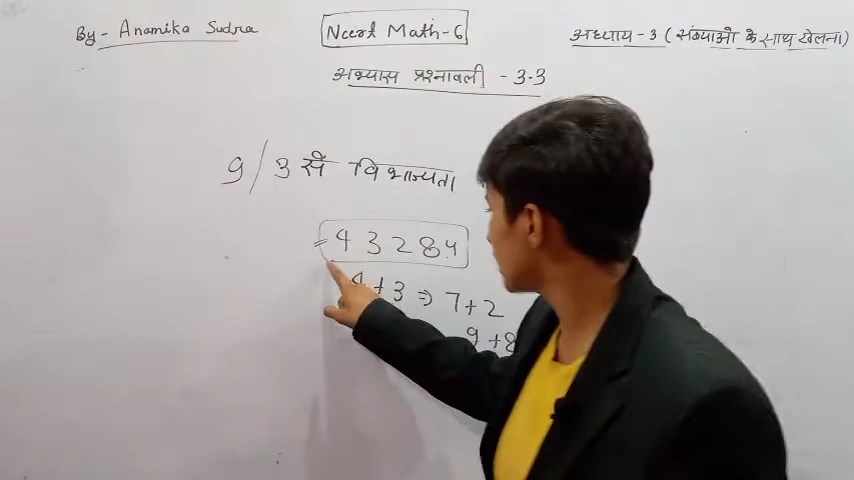 By- Anamika Sudra
Ncert Math-6
अध्याय - 3 (संख्याओ के साथ खेलना)
अभ्यास प्रश्नावली - 3.3
9/3 से विभाज्यता
43284
4+3 ⇒ 7+2
9+8